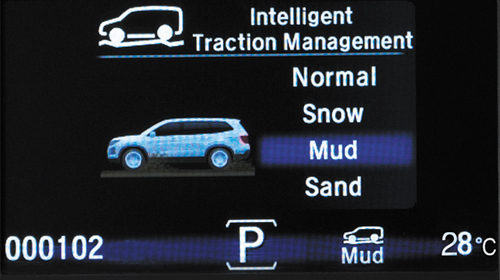 Intelligent
Traction Management
Normal
Snow
Mud
Sand
000102 P Mud 28°C